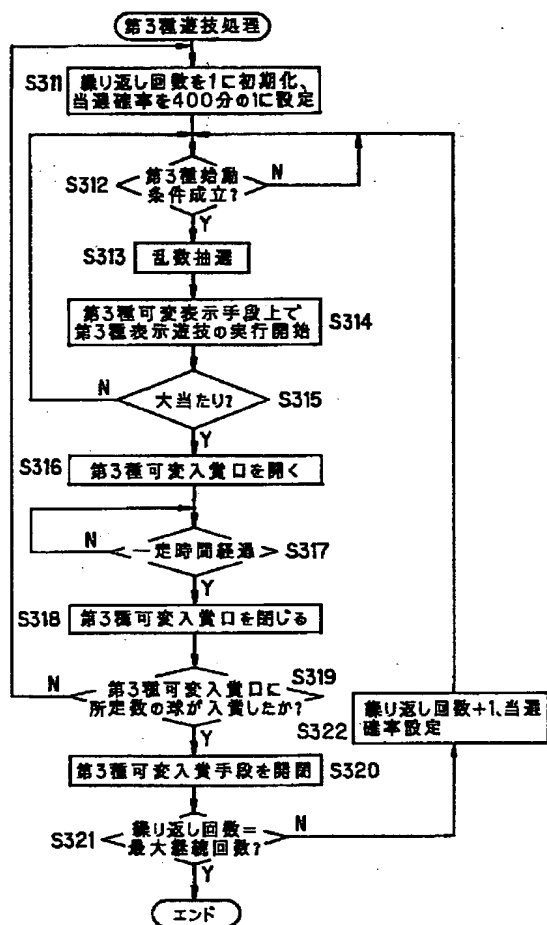 第3種遊技処理
S311
繰り返し回数を1に初期化、
当選確率を400分の1に設定
S312
第3種始動
条件成立?
N
Y
S313
乱数抽選
第3種可変表示手段上で
第3種表示遊技の実行開始
S314
N
大当たり?
S315
Y
S316
第3種可変入賞口を開く
N
一定時間経過
S317
Y
S318
第3種可変入賞口を閉じる
S319
N
第3種可変入賞口に
所定数の球が入賞したか?
Y
S322
繰り返し回数+1、当選
確率設定
第3種可変入賞手段を開閉
S320
S321
繰り返し回数=
最大継続回数?
N
Y
エンド